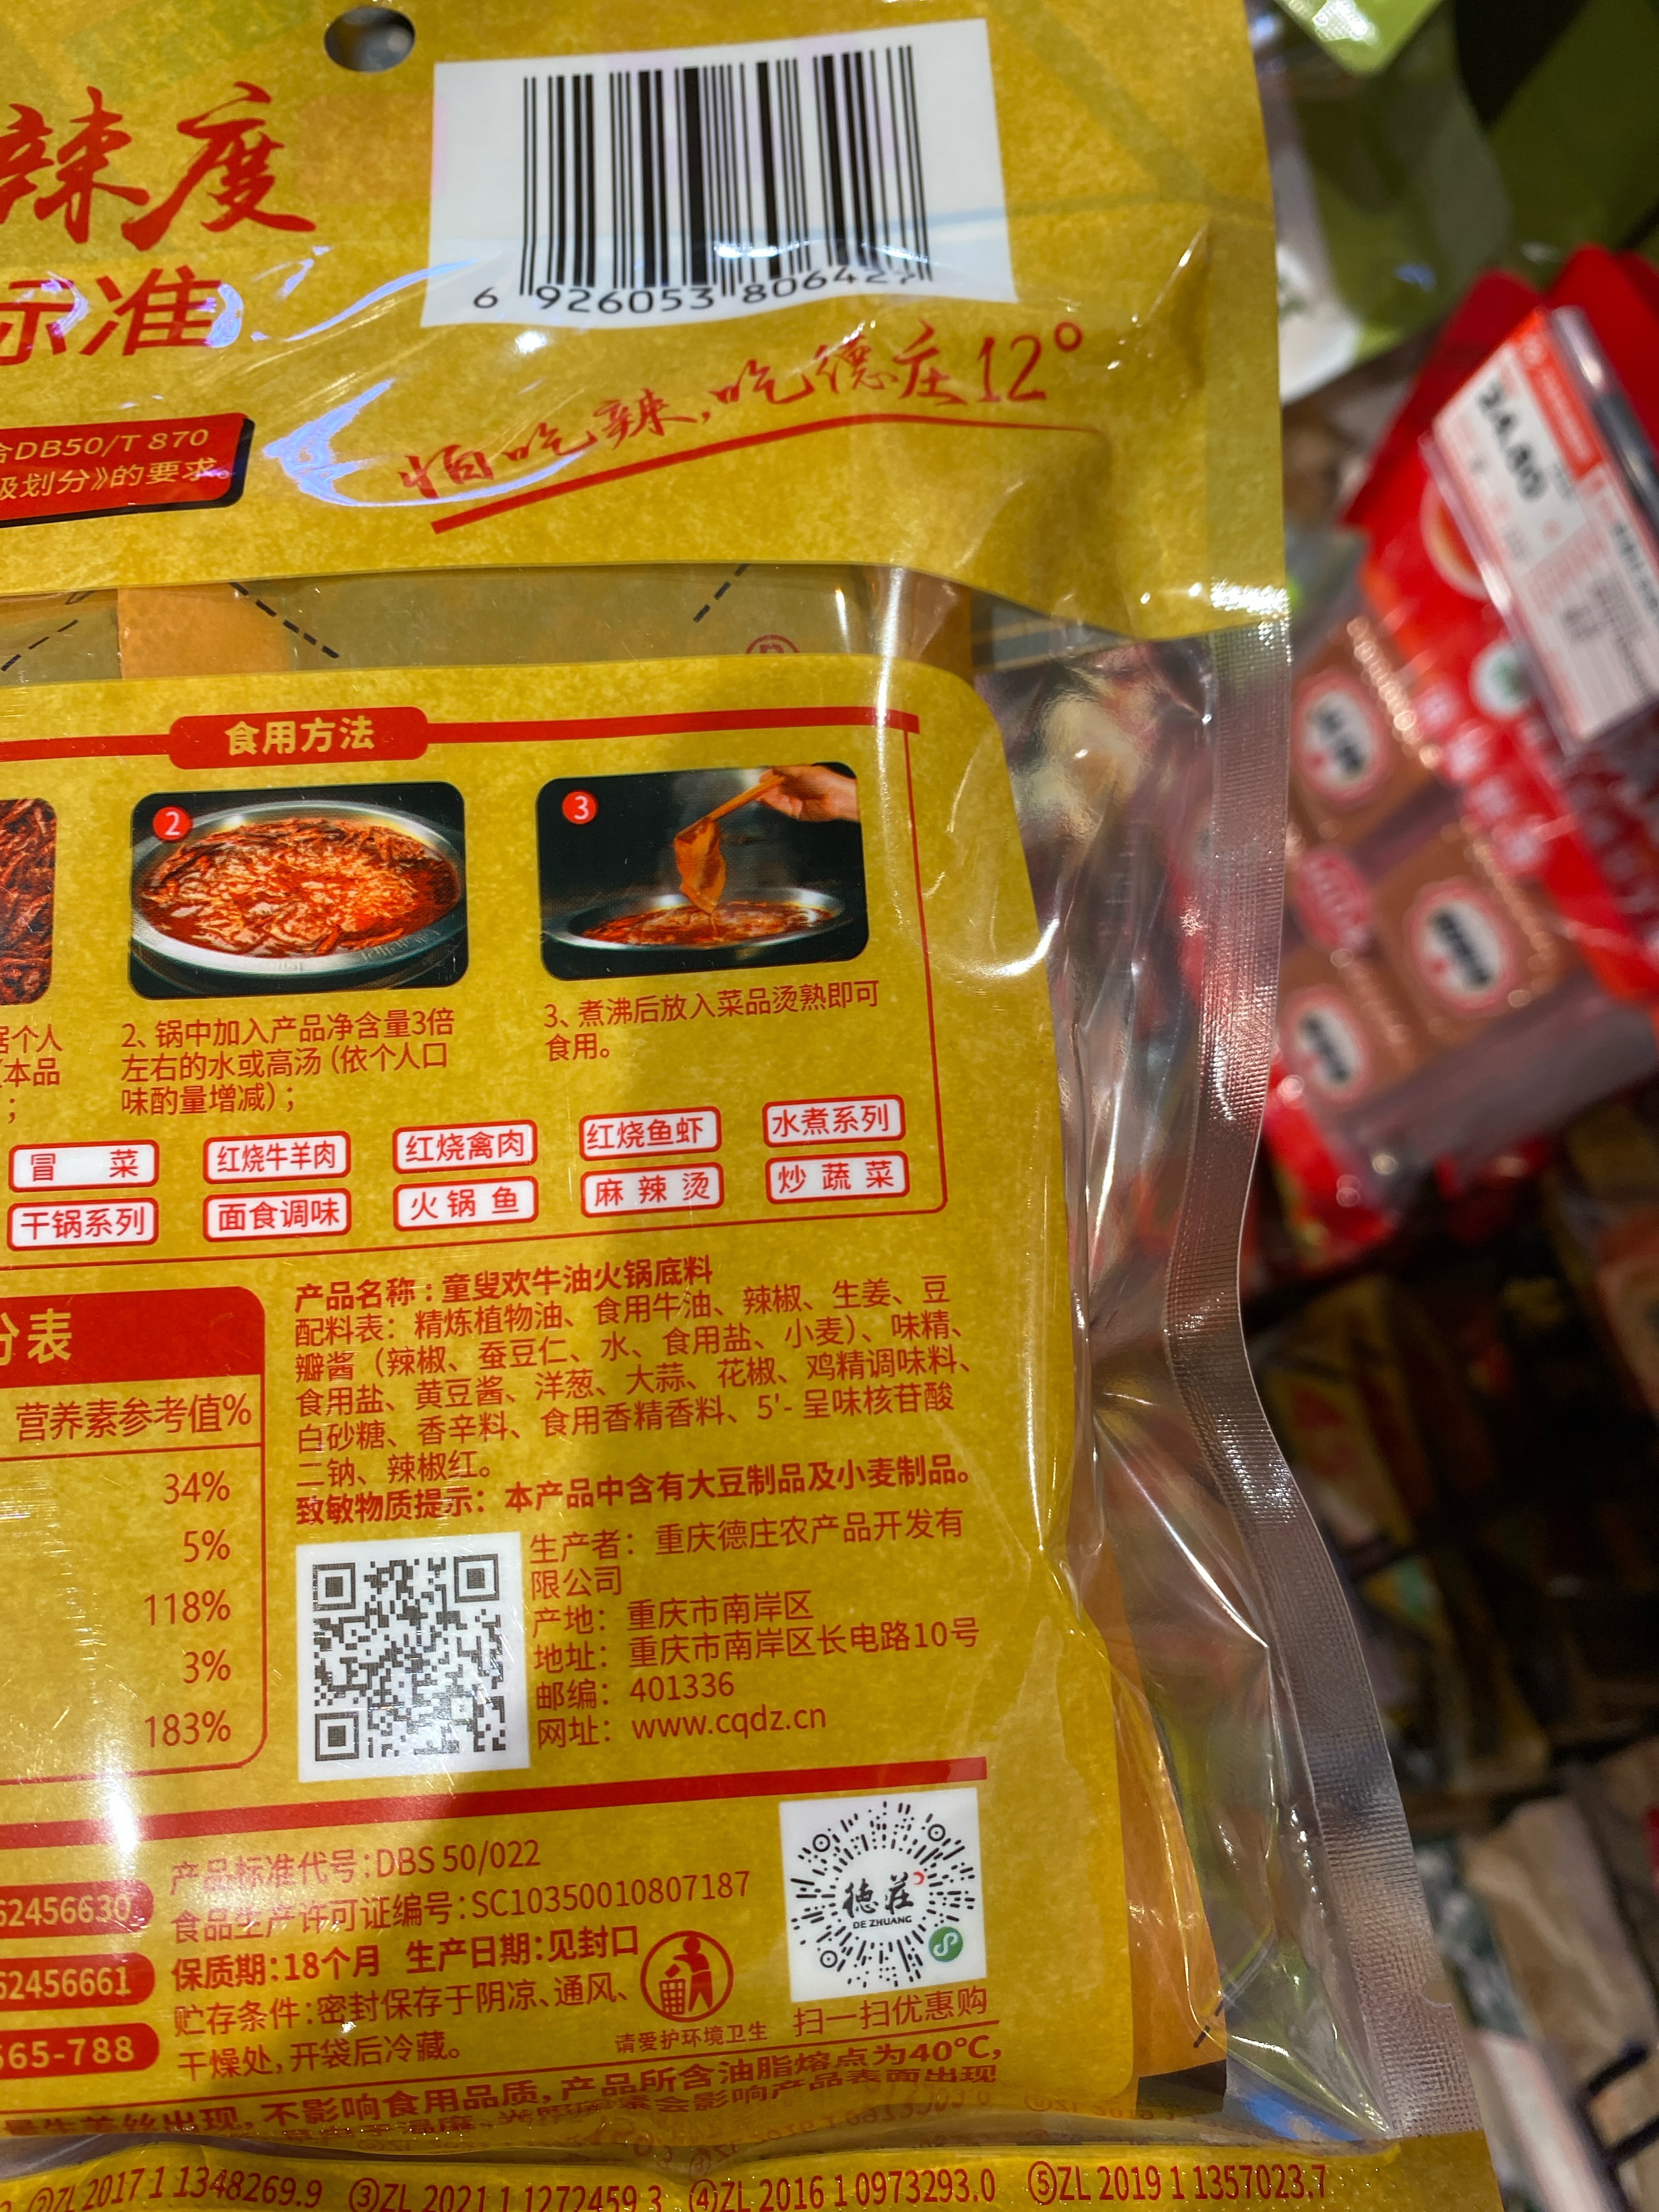 辣度
标准
6 926053 806427
怕吃辣,吃德庄12°
合DB50/T 870
级划分》的要求。
食用方法
2
3
据个人
(本品
；
2、锅中加入产品净含量3倍
左右的水或高汤（依个人口
味酌量增减）；
3、煮沸后放入菜品烫熟即可
食用。
冒 菜 红烧牛羊肉 红烧禽肉 红烧鱼虾 水煮系列
干锅系列 面食调味 火锅鱼 麻辣烫 炒蔬菜
分表
营养素参考值%
34%
5%
118%
3%
183%
产品名称：童叟欢牛油火锅底料
配料表：精炼植物油、食用牛油、辣椒、生姜、豆
瓣酱（辣椒、蚕豆仁、水、食用盐、小麦）、味精、
食用盐、黄豆酱、洋葱、大蒜、花椒、鸡精调味料、
白砂糖、香辛料、食用香精香料、5'-呈味核苷酸
二钠、辣椒红。
致敏物质提示：本产品中含有大豆制品及小麦制品。
生产者：重庆德庄农产品开发有
限公司
产地：重庆市南岸区
地址：重庆市南岸区长电路10号
邮编：401336
网址：www.cqdz.cn
62456630
62456661
665-788
产品标准代号:DBS 50/022
食品生产许可证编号:SC10350010807187
保质期:18个月 生产日期:见封口
贮存条件:密封保存于阴凉、通风、
干燥处,开袋后冷藏。
请爱护环境卫生
德莊
DE ZHUANG
扫一扫优惠购
出现,不影响食用品质,产品所含油脂熔点为40℃,
素会影响产品表面出现
②ZL 2017 1 1348269.9 ③ZL 2021 1 1272459.3 ④ZL 2016 1 0973293.0 ⑤ZL 2019 1 1357023.7
24.80